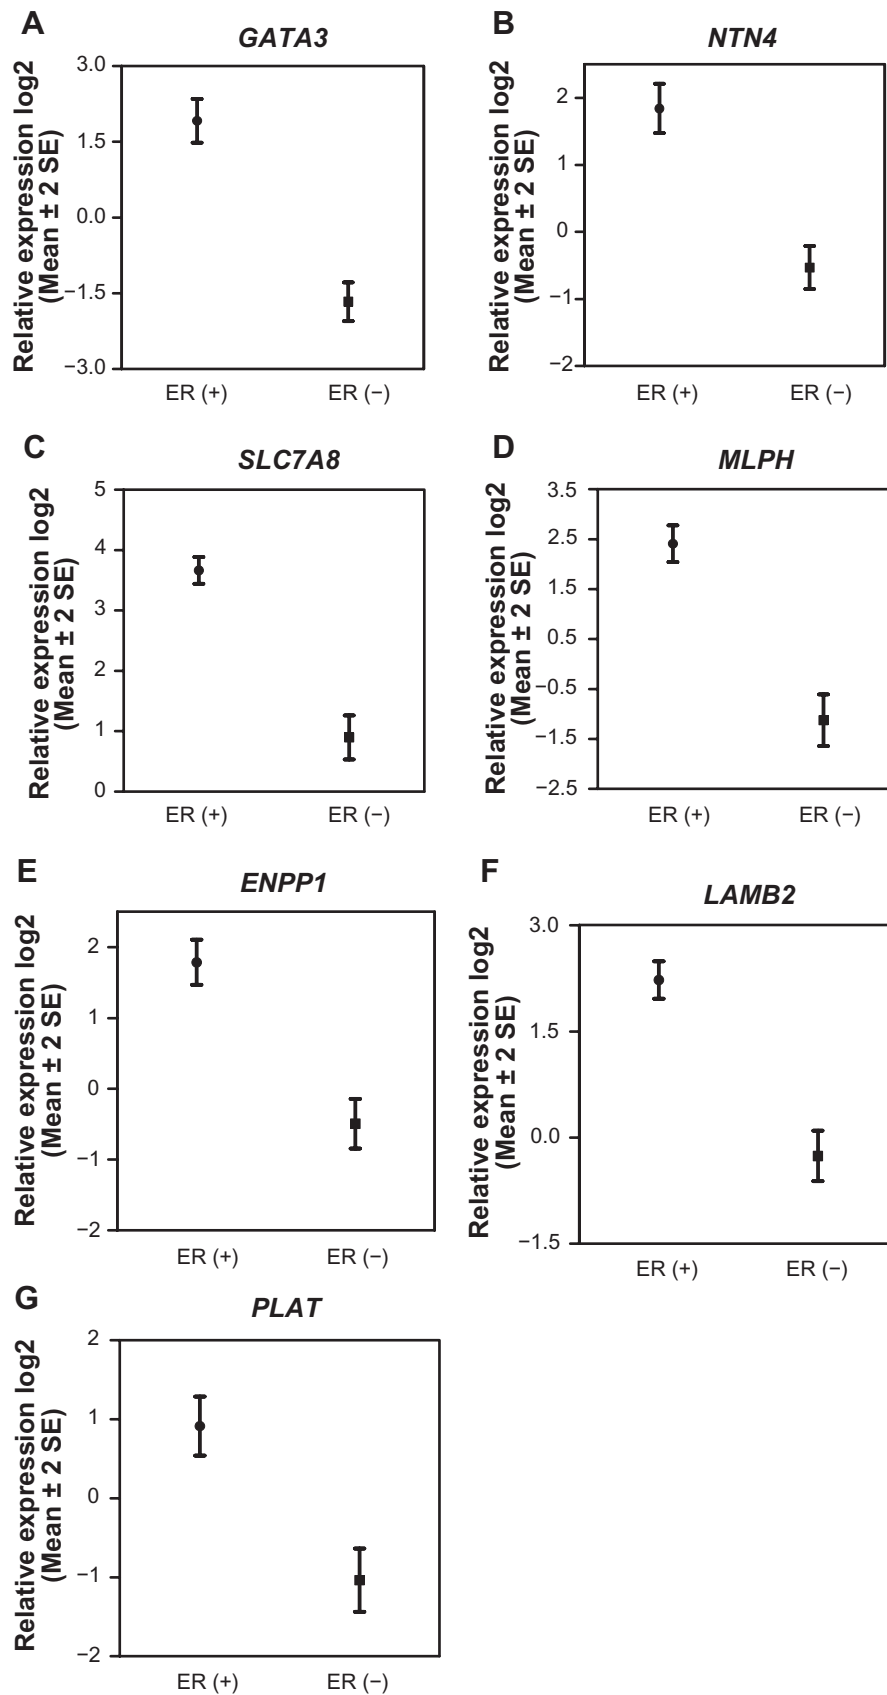 A
GATA3
Relative expression log2
(Mean ± 2 SE)
3.0
1.5
0.0
−1.5
−3.0
ER (+)
ER (−)
B
NTN4
Relative expression log2
(Mean ± 2 SE)
2
1
0
−1
−2
ER (+)
ER (−)
C
SLC7A8
Relative expression log2
(Mean ± 2 SE)
5
4
3
2
1
0
ER (+)
ER (−)
D
MLPH
Relative expression log2
(Mean ± 2 SE)
3.5
2.5
1.5
0.5
−0.5
−1.5
−2.5
ER (+)
ER (−)
E
ENPP1
Relative expression log2
(Mean ± 2 SE)
2
1
0
−1
−2
ER (+)
ER (−)
F
LAMB2
Relative expression log2
(Mean ± 2 SE)
3.0
1.5
0.0
−1.5
ER (+)
ER (−)
G
PLAT
Relative expression log2
(Mean ± 2 SE)
2
1
0
−1
−2
ER (+)
ER (−)